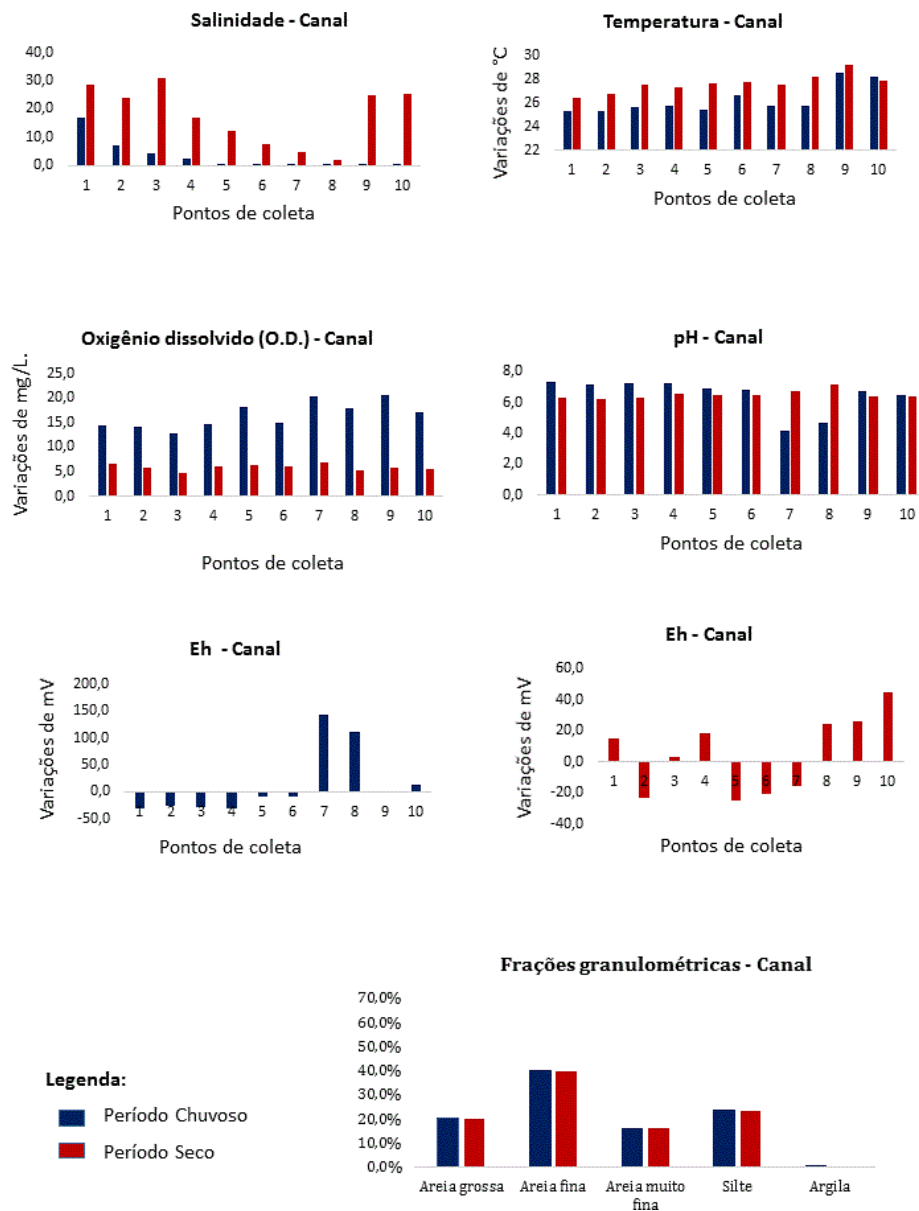 Salinidade - Canal
40,0
30,0
20,0
10,0
0,0
1 2 3 4 5 6 7 8 9 10
Pontos de coleta
Temperatura - Canal
Variações de °C
30
28
26
24
22
1 2 3 4 5 6 7 8 9 10
Pontos de coleta
Oxigênio dissolvido (O.D.) - Canal
Variações de mg/L.
25,0
20,0
15,0
10,0
5,0
0,0
1 2 3 4 5 6 7 8 9 10
Pontos de coleta
pH - Canal
8,0
6,0
4,0
2,0
0,0
1 2 3 4 5 6 7 8 9 10
Pontos de coleta
Eh - Canal
Variações de mV
200,0
150,0
100,0
50,0
0,0
-50,0
1 2 3 4 5 6 7 8 9 10
Pontos de coleta
Eh - Canal
Variações de mV
60,0
40,0
20,0
0,0
-20,0
-40,0
1 2 3 4 5 6 7 8 9 10
Pontos de coleta
Legenda:
Período Chuvoso
Período Seco
Frações granulométricas - Canal
70,0%
60,0%
50,0%
40,0%
30,0%
20,0%
10,0%
0,0%
Areia grossa Areia fina Areia muito fina Silte Argila